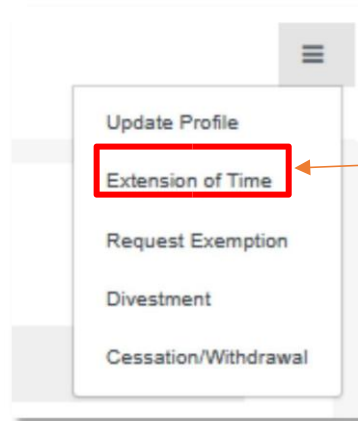 Update Profile
Extension of Time
Request Exemption
Divestment
Cessation/Withdrawal